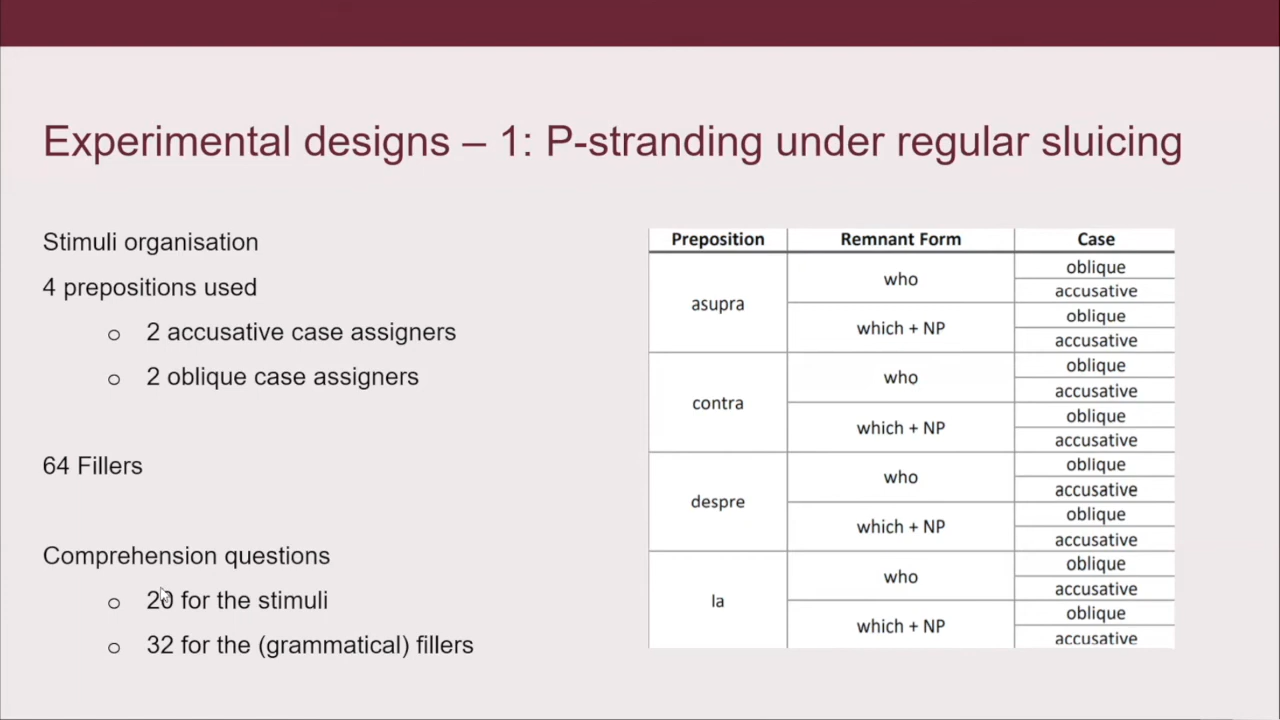 Experimental designs – 1: P-stranding under regular sluicing
Stimuli organisation
4 prepositions used
o 2 accusative case assigners
o 2 oblique case assigners
64 Fillers
Comprehension questions
o 20 for the stimuli
o 32 for the (grammatical) fillers
Preposition Remnant Form Case
asupra who oblique
accusative
which + NP oblique
accusative
contra who oblique
accusative
which + NP oblique
accusative
despre who oblique
accusative
which + NP oblique
accusative
la who oblique
accusative
which + NP oblique
accusative